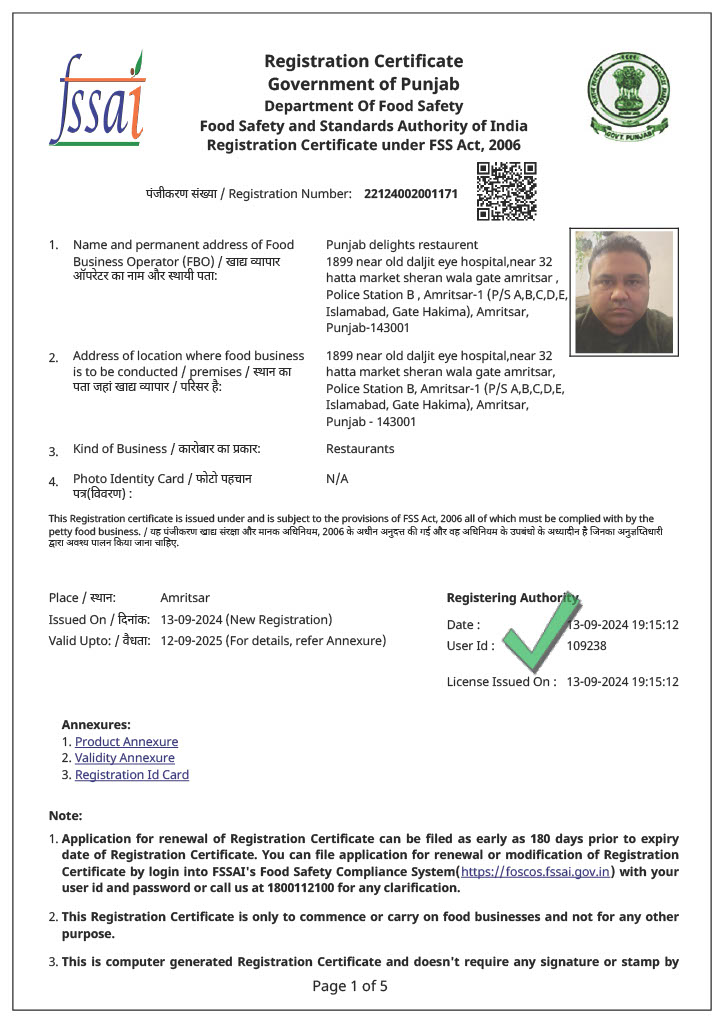 fssai
Registration Certificate
Government of Punjab
Department Of Food Safety
Food Safety and Standards Authority of India
Registration Certificate under FSS Act, 2006
GOVT. PUNJAB
पंजीकरण संख्या / Registration Number: 22124002001171
1. Name and permanent address of Food Business Operator (FBO) / खाद्य व्यापार ऑपरेटर का नाम और स्थायी पता:
Punjab delights restaurent
1899 near old daljit eye hospital,near 32
hatta market sheran wala gate amritsar ,
Police Station B , Amritsar-1 (P/S A,B,C,D,E,
Islamabad, Gate Hakima), Amritsar,
Punjab-143001
2. Address of location where food business
is to be conducted / premises / स्थान का
पता जहां खाद्य व्यापार / परिसर है:
1899 near old daljit eye hospital,near 32
hatta market sheran wala gate amritsar,
Police Station B, Amritsar-1 (P/S A,B,C,D,E,
Islamabad, Gate Hakima), Amritsar,
Punjab - 143001
3. Kind of Business / कारोबार का प्रकार: Restaurants
4. Photo Identity Card / फोटो पहचान
पत्र(विवरण) :
N/A
This Registration certificate is issued under and is subject to the provisions of FSS Act, 2006 all of which must be complied with by the
petty food business. / यह पंजीकरण खाद्य संरक्षा और मानक अधिनियम, 2006 के अधीन अनुदत्त की गई और वह अधिनियम के उपबंधो के अध्यादीन है जिनका अनुज्ञप्तिधारी
द्वारा अवश्य पालन किया जाना चाहिए.
Place / स्थान: Amritsar
Issued On / दिनांक: 13-09-2024 (New Registration)
Valid Upto: / वैधता: 12-09-2025 (For details, refer Annexure)
Registering Authority
Date : 13-09-2024 19:15:12
User Id : 109238
License Issued On : 13-09-2024 19:15:12
Annexures:
1. Product Annexure
2. Validity Annexure
3. Registration Id Card
Note:
1. Application for renewal of Registration Certificate can be filed as early as 180 days prior to expiry
date of Registration Certificate. You can file application for renewal or modification of Registration
Certificate by login into FSSAI's Food Safety Compliance System(https://foscos.fssai.gov.in) with your
user id and password or call us at 1800112100 for any clarification.
2. This Registration Certificate is only to commence or carry on food businesses and not for any other
purpose.
3. This is computer generated Registration Certificate and doesn't require any signature or stamp by
Page 1 of 5